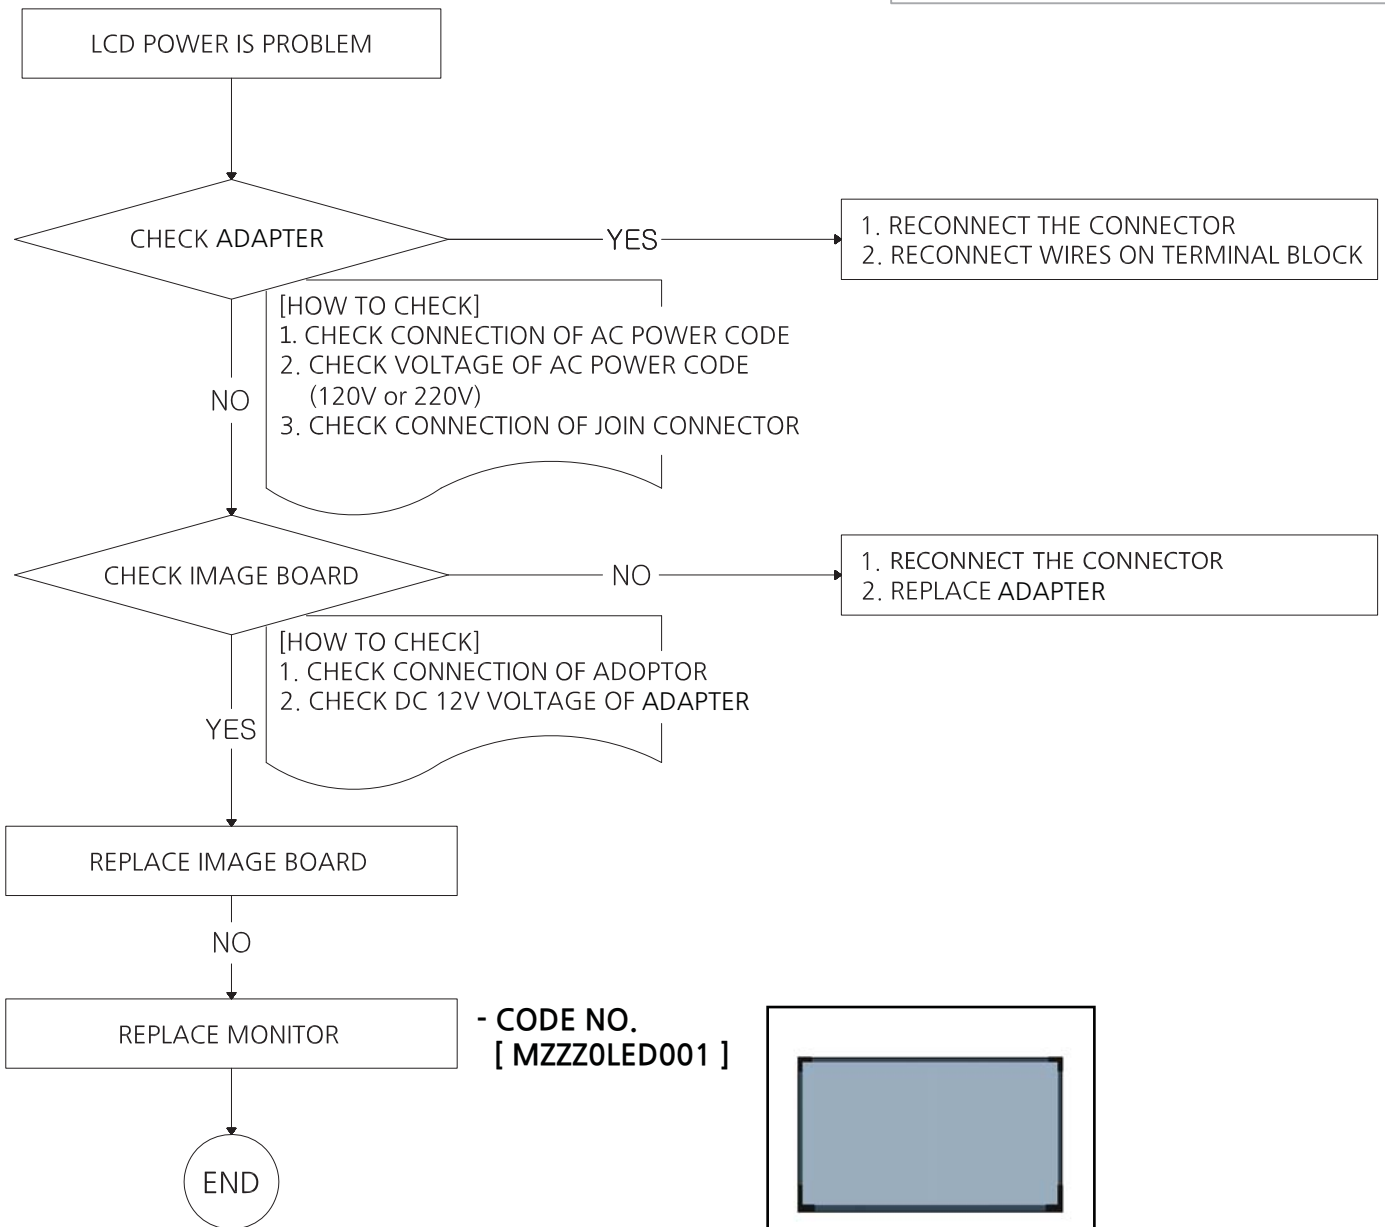 LCD POWER IS PROBLEM
CHECK ADAPTER
YES
1. RECONNECT THE CONNECTOR
2. RECONNECT WIRES ON TERMINAL BLOCK
[HOW TO CHECK]
1. CHECK CONNECTION OF AC POWER CODE
2. CHECK VOLTAGE OF AC POWER CODE
(120V or 220V)
3. CHECK CONNECTION OF JOIN CONNECTOR
NO
CHECK IMAGE BOARD
NO
1. RECONNECT THE CONNECTOR
2. REPLACE ADAPTER
[HOW TO CHECK]
1. CHECK CONNECTION OF ADOPTOR
2. CHECK DC 12V VOLTAGE OF ADAPTER
YES
REPLACE IMAGE BOARD
NO
REPLACE MONITOR
- CODE NO.
[ MZZZ0LED001 ]
END